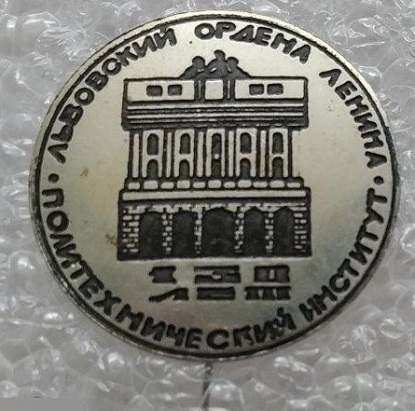 ЛЬВОВСКИЙ ОРДЕНА ЛЕНИНА
ПОЛИТЕХНИЧЕСКИЙ ИНСТИТУТ